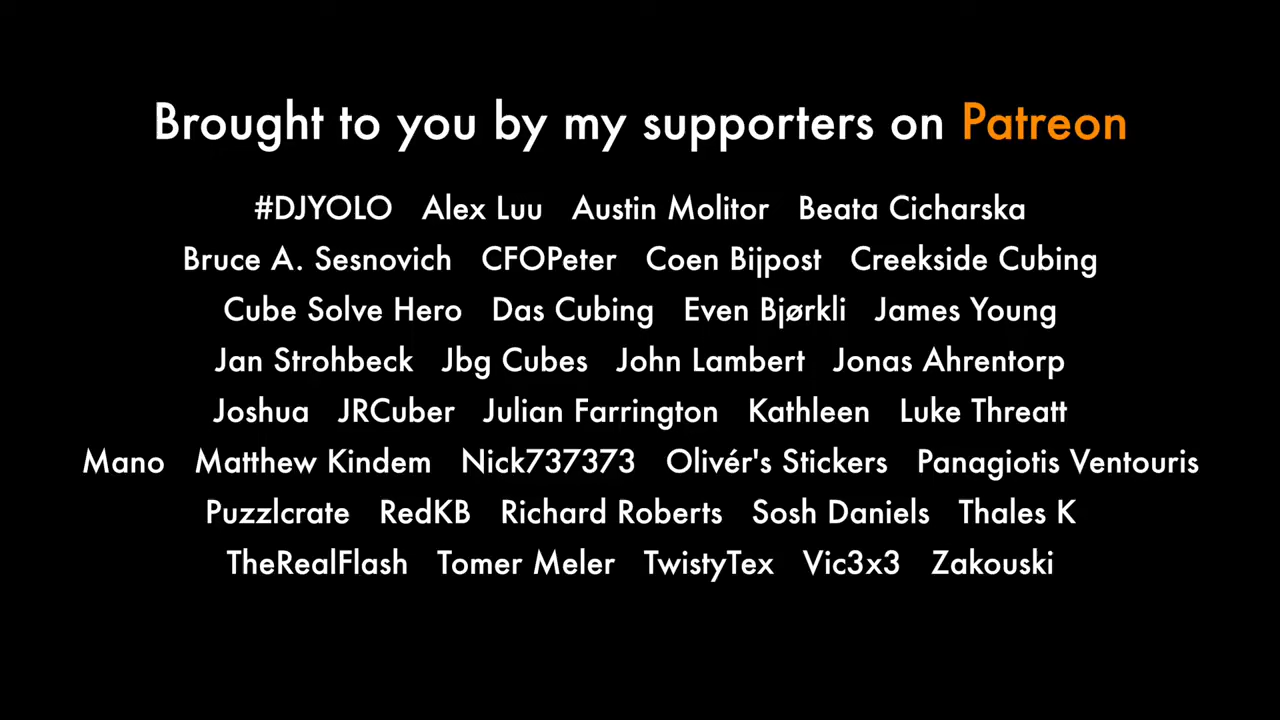 Brought to you by my supporters on Patreon
#DJYOLO Alex Luu Austin Molitor Beata Cicharska
Bruce A. Sesnovich CFOPeter Coen Bijpost Creekside Cubing
Cube Solve Hero Das Cubing Even Bjørkli James Young
Jan Strohbeck Jbg Cubes John Lambert Jonas Ahrentorp
Joshua JRCuber Julian Farrington Kathleen Luke Threatt
Mano Matthew Kindem Nick737373 Olivér's Stickers Panagiotis Ventouris
Puzzlcrate RedKB Richard Roberts Sosh Daniels Thales K
TheRealFlash Tomer Meler TwistyTex Vic3x3 Zakouski